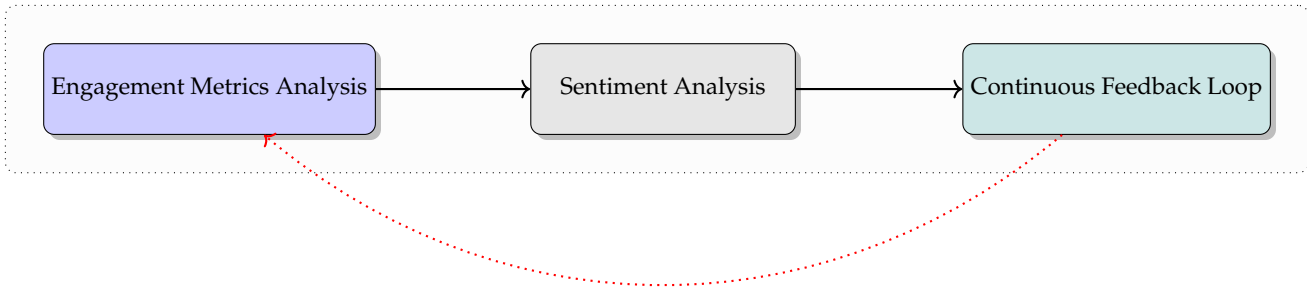 Engagement Metrics Analysis
Sentiment Analysis
Continuous Feedback Loop